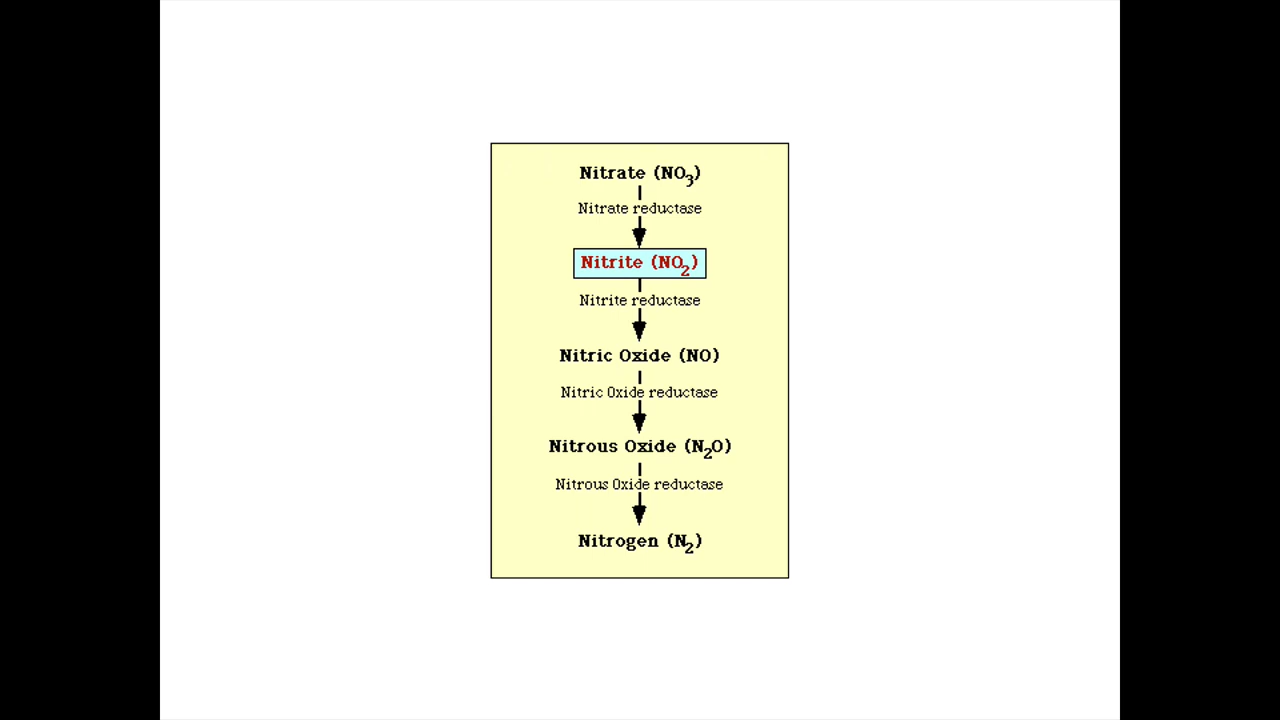 Nitrate (NO3)
Nitrate reductase
Nitrite (NO2)
Nitrite reductase
Nitric Oxide (NO)
Nitric Oxide reductase
Nitrous Oxide (N2O)
Nitrous Oxide reductase
Nitrogen (N2)